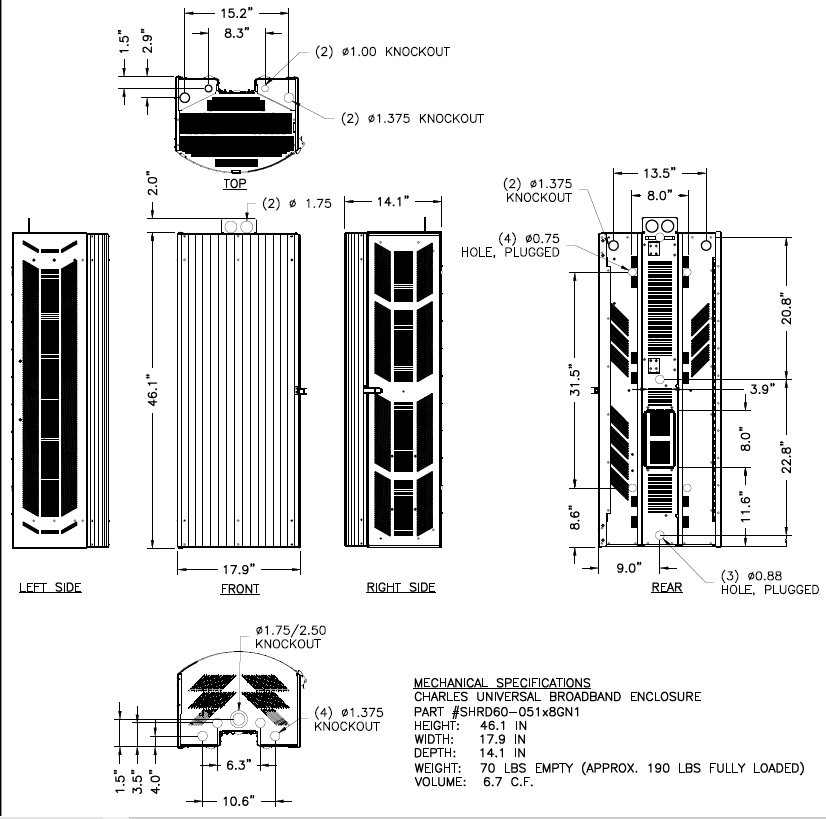 15.2"
8.3"
1.5"
2.9"
(2) ø1.00 KNOCKOUT
(2) ø1.375 KNOCKOUT
TOP
2.0"
(2) ø 1.75
14.1"
46.1"
17.9"
LEFT SIDE
FRONT
RIGHT SIDE
13.5"
(2) ø1.375
KNOCKOUT
8.0"
(4) ø0.75
HOLE, PLUGGED
20.8"
31.5"
3.9"
8.0"
22.8"
11.6"
8.6"
9.0"
REAR
(3) ø0.88
HOLE, PLUGGED
ø1.75/2.50
KNOCKOUT
(4) ø1.375
KNOCKOUT
1.5"
3.5"
4.0"
6.3"
10.6"
MECHANICAL SPECIFICATIONS
CHARLES UNIVERSAL BROADBAND ENCLOSURE
PART #SHRD60-051x8GN1
HEIGHT: 46.1 IN
WIDTH: 17.9 IN
DEPTH: 14.1 IN
WEIGHT: 70 LBS EMPTY (APPROX. 190 LBS FULLY LOADED)
VOLUME: 6.7 C.F.